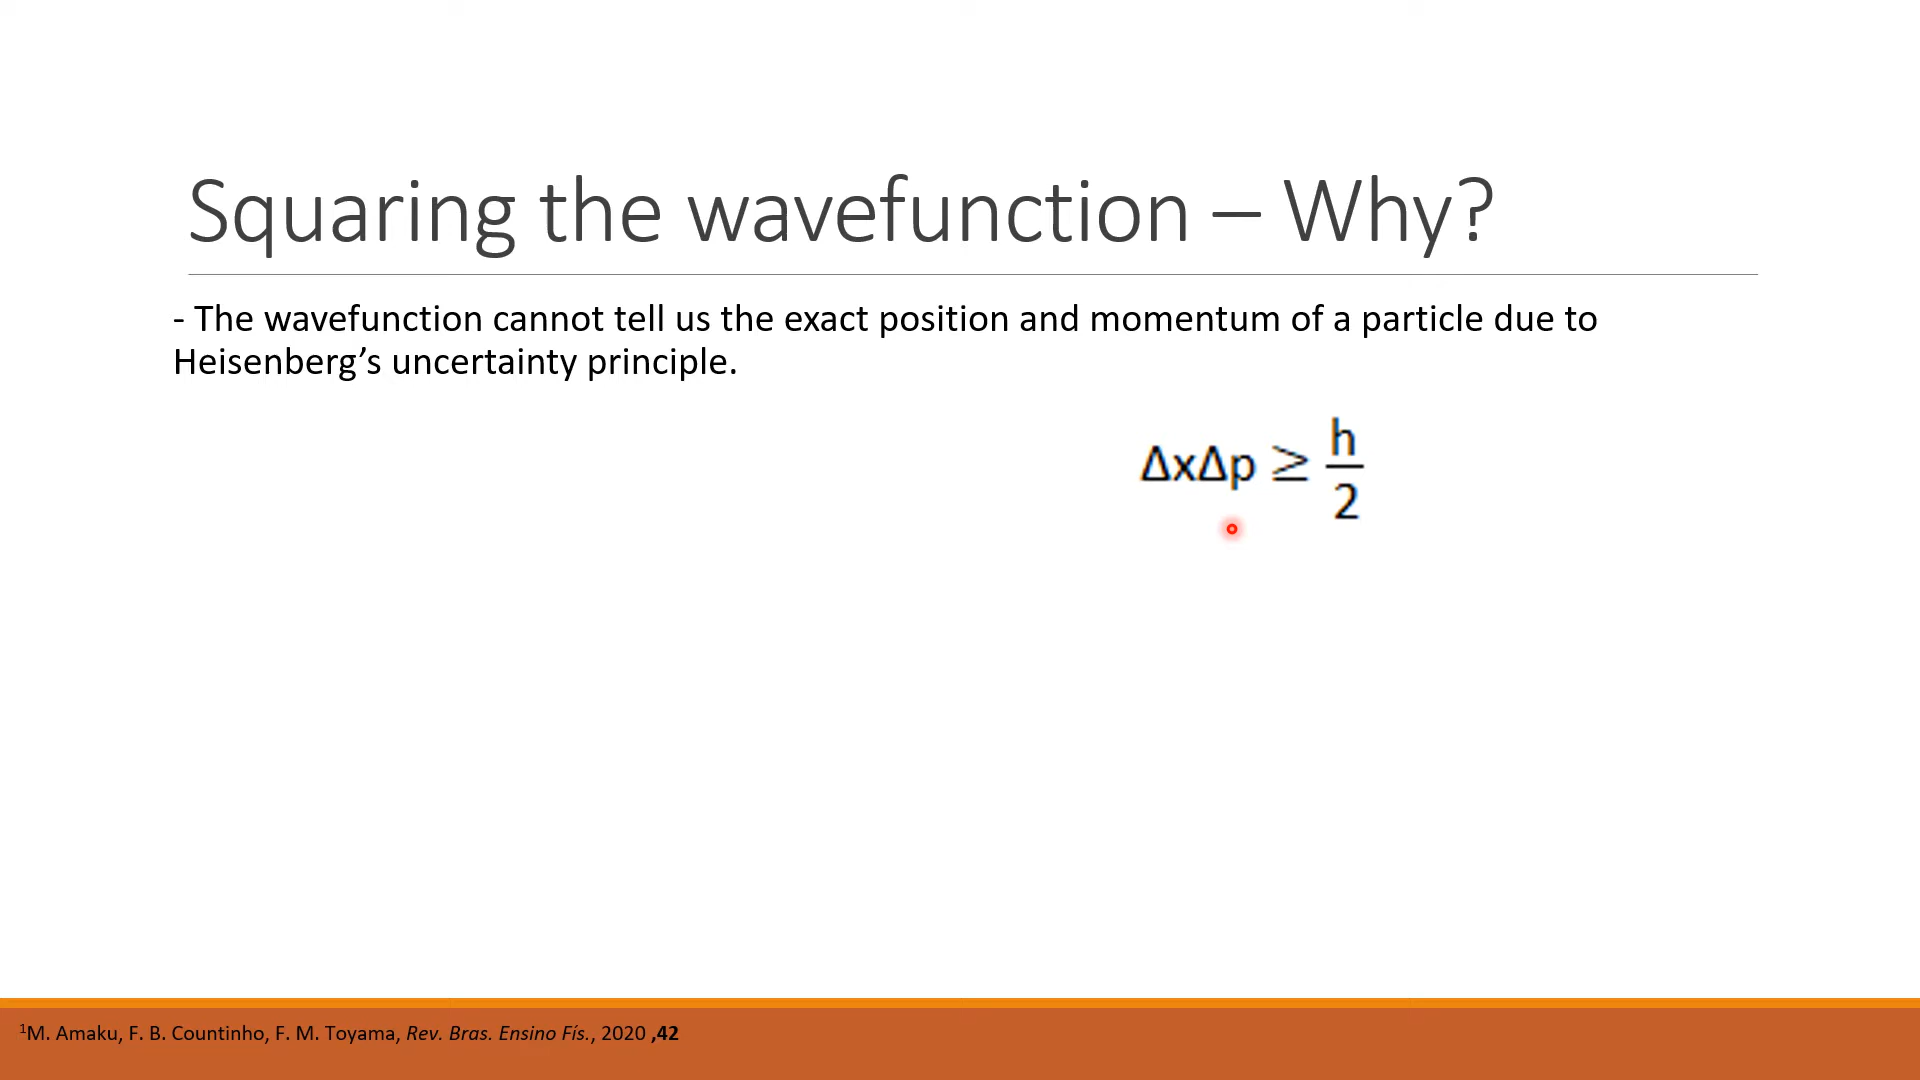 Squaring the wavefunction – Why?
- The wavefunction cannot tell us the exact position and momentum of a particle due to
Heisenberg’s uncertainty principle.
ΔxΔp ≥ h/2
¹M. Amaku, F. B. Countinho, F. M. Toyama, Rev. Bras. Ensino Fís., 2020 ,42